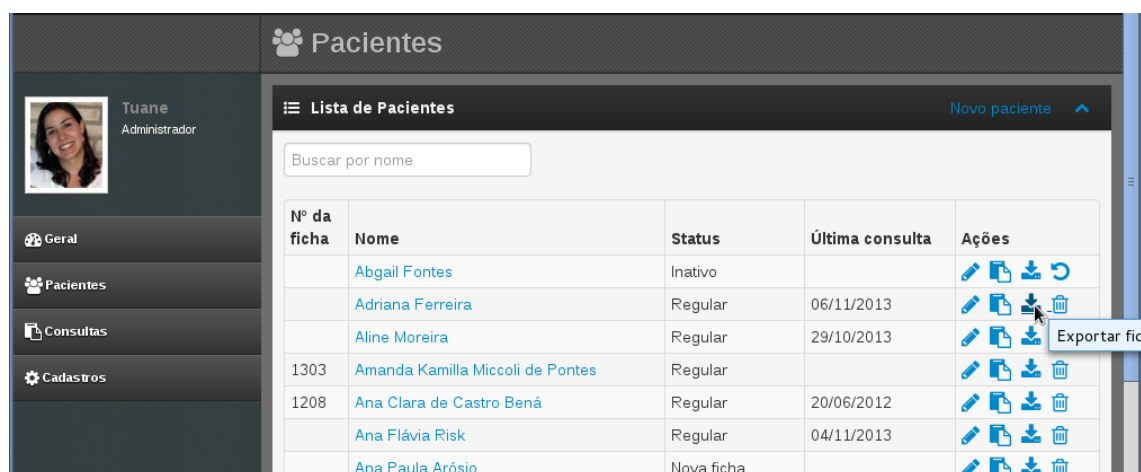 Pacientes
Tuane
Administrador
Lista de Pacientes
Novo paciente
Buscar por nome
Geral
Pacientes
Consultas
Cadastros
Nº da ficha Nome Status Última consulta Ações
Abgail Fontes Inativo
Adriana Ferreira Regular 06/11/2013
Aline Moreira Regular 29/10/2013
Exportar fic
1303 Amanda Kamilla Miccoli de Pontes Regular
1208 Ana Clara de Castro Bená Regular 20/06/2012
Ana Flávia Risk Regular 04/11/2013
Ana Paula Arósio Nova ficha